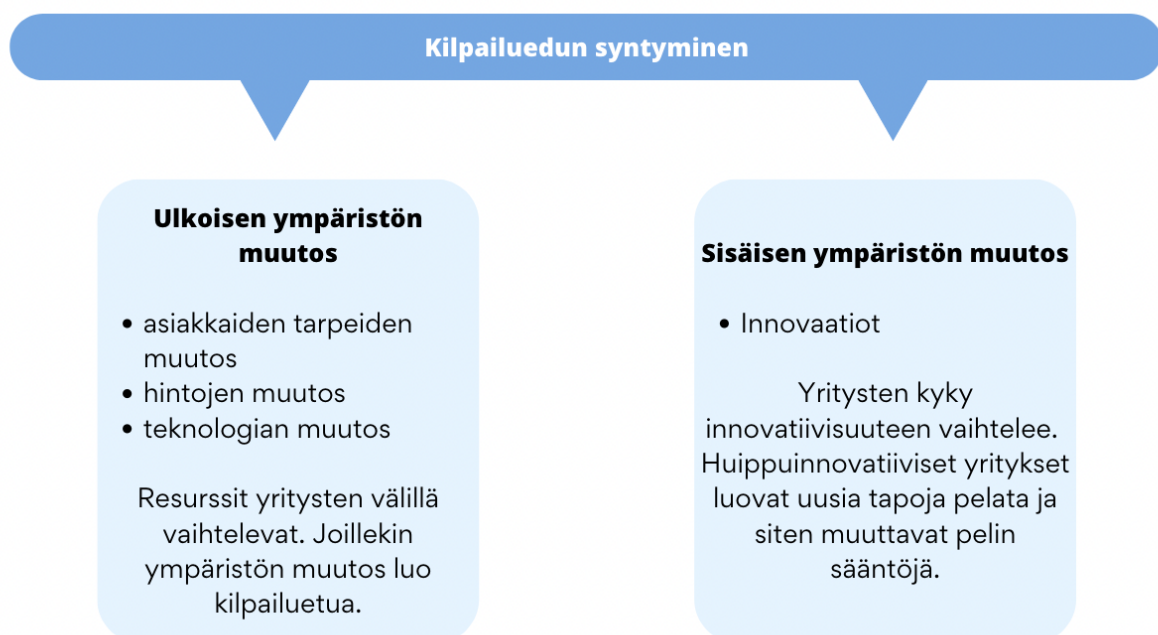 Kilpailuedun syntyminen
Ulkoisen ympäristön
muutos
• asiakkaiden tarpeiden
muutos
• hintojen muutos
• teknologian muutos
Resurssit yritysten välillä
vaihtelevat. Joillekin
ympäristön muutos luo
kilpailuetua.
Sisäisen ympäristön muutos
• Innovaatiot
Yritysten kyky
innovatiivisuuteen vaihtelee.
Huippuinnovatiiviset yritykset
luovat uusia tapoja pelata ja
siten muuttavat pelin
sääntöjä.